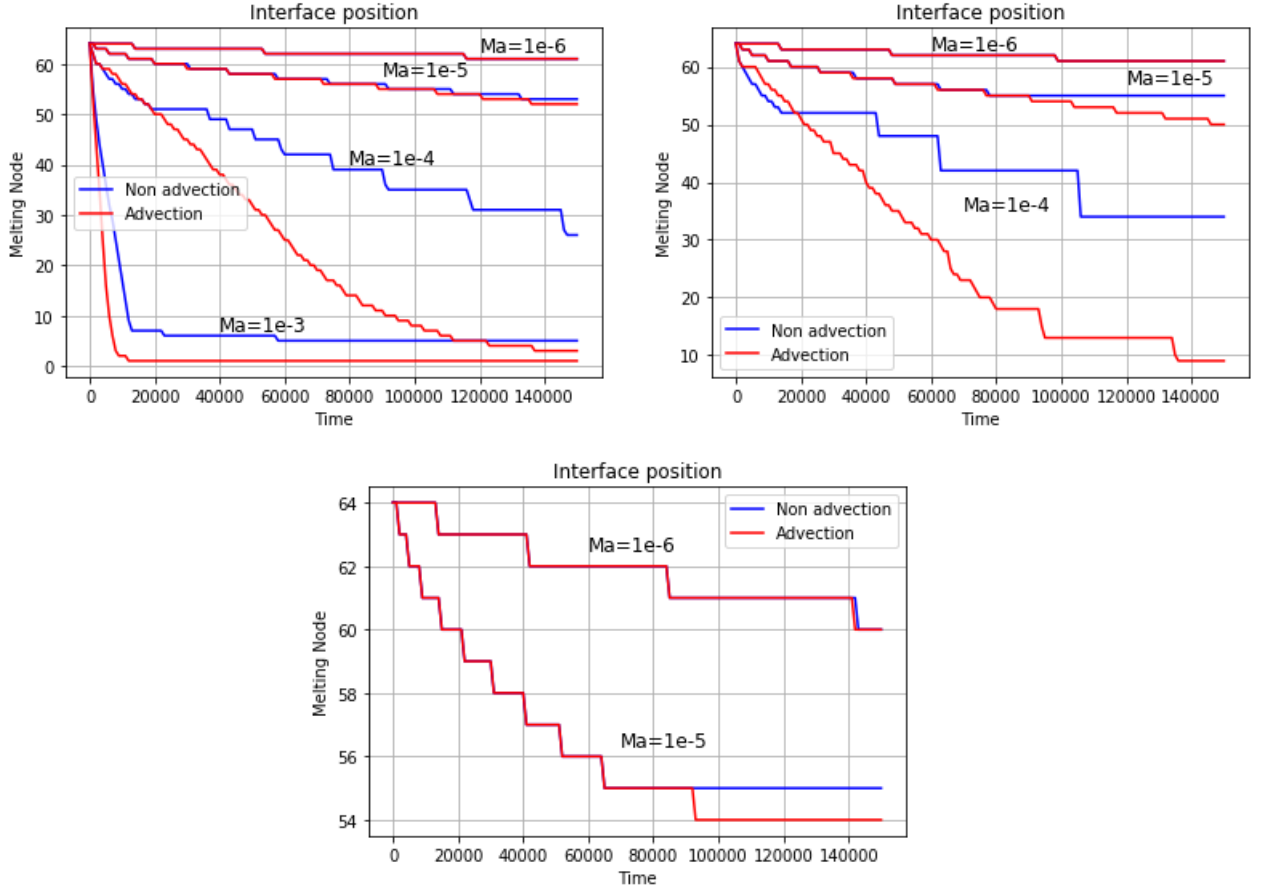 Interface position
Ma=1e-6
Ma=1e-5
Ma=1e-4
Ma=1e-3
Non advection
Advection
60
50
40
30
20
10
0
Melting Node
0 20000 40000 60000 80000 100000 120000 140000
Time
Interface position
Ma=1e-6
Ma=1e-5
Ma=1e-4
Non advection
Advection
60
50
40
30
20
10
Melting Node
0 20000 40000 60000 80000 100000 120000 140000
Time
Interface position
Non advection
Advection
Ma=1e-6
Ma=1e-5
64
62
60
58
56
54
Melting Node
0 20000 40000 60000 80000 100000 120000 140000
Time